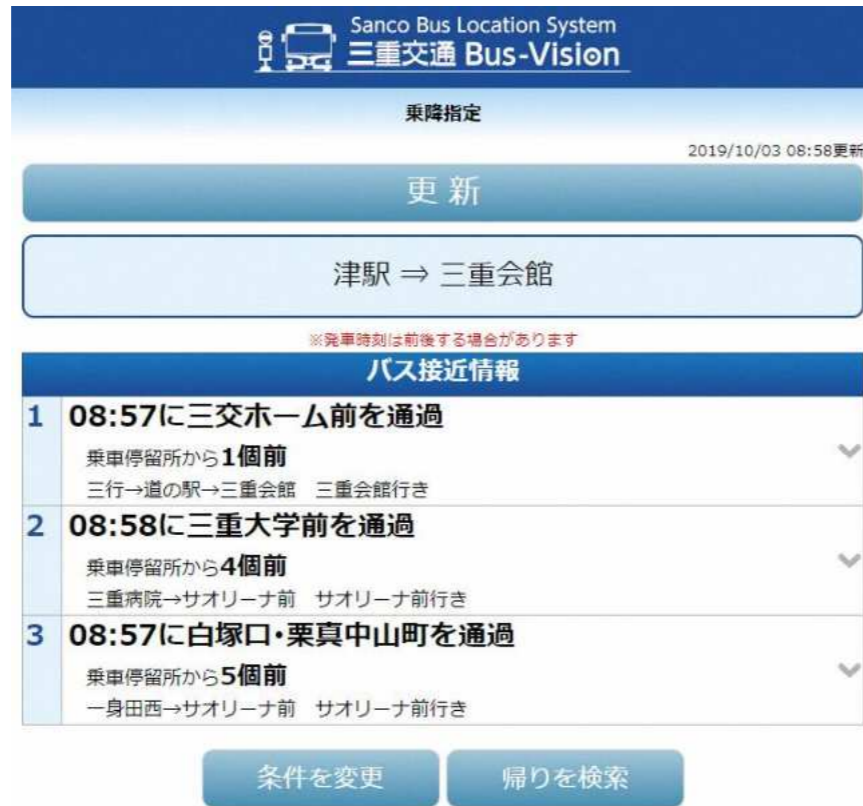 Sanco Bus Location System
三重交通 Bus-Vision
乗降指定
2019/10/03 08:58更新
更新
津駅 ⇒ 三重会館
※発車時刻は前後する場合があります
バス接近情報
1 08:57に三交ホーム前を通過
乗車停留所から1個前
三行→道の駅→三重会館 三重会館行き
2 08:58に三重大学前を通過
乗車停留所から4個前
三重病院→サオリーナ前 サオリーナ前行き
3 08:57に白塚口・栗真中山町を通過
乗車停留所から5個前
一身田西→サオリーナ前 サオリーナ前行き
条件を変更 帰りを検索